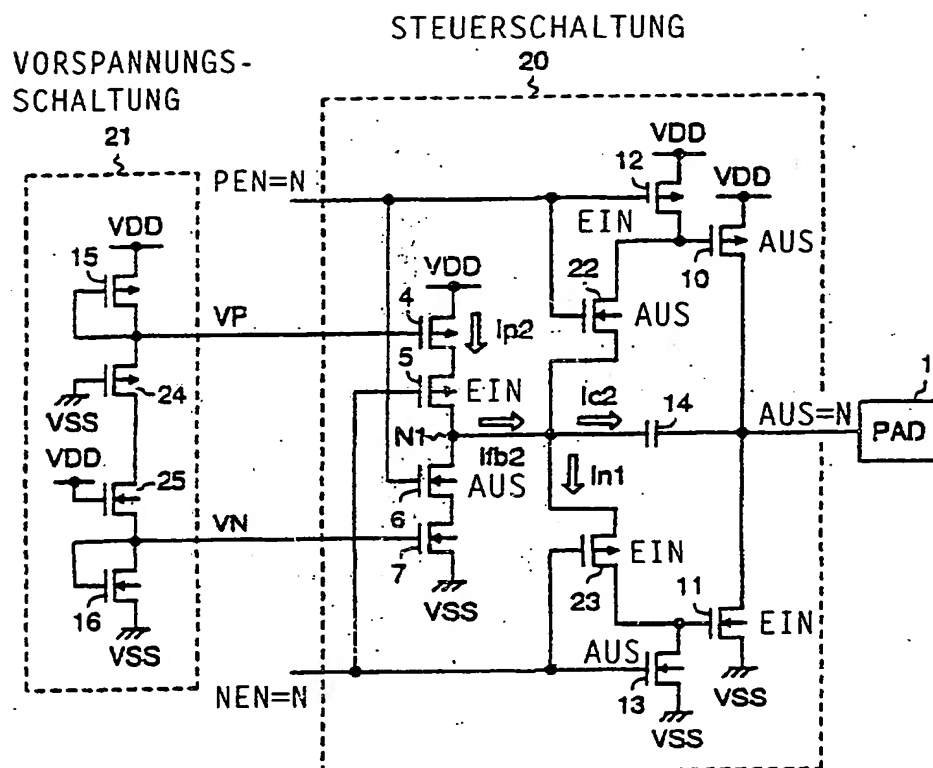 STEUERSCHALTUNG
20
VORSPANNUNGS-
SCHALTUNG
21
PEN=N
VDD
12
VDD
EIN
10
AUS
VDD
15
22
AUS
VDD
4
VP
Ip2
5
EIN
24
VSS
Ic2
14
AUS=N
1
PAD
N1
Ifb2
In1
VDD
25
AUS
6
VN
7
VSS
EIN
23
11
EIN
16
VSS
AUS
13
VSS
NEN=N
VSS